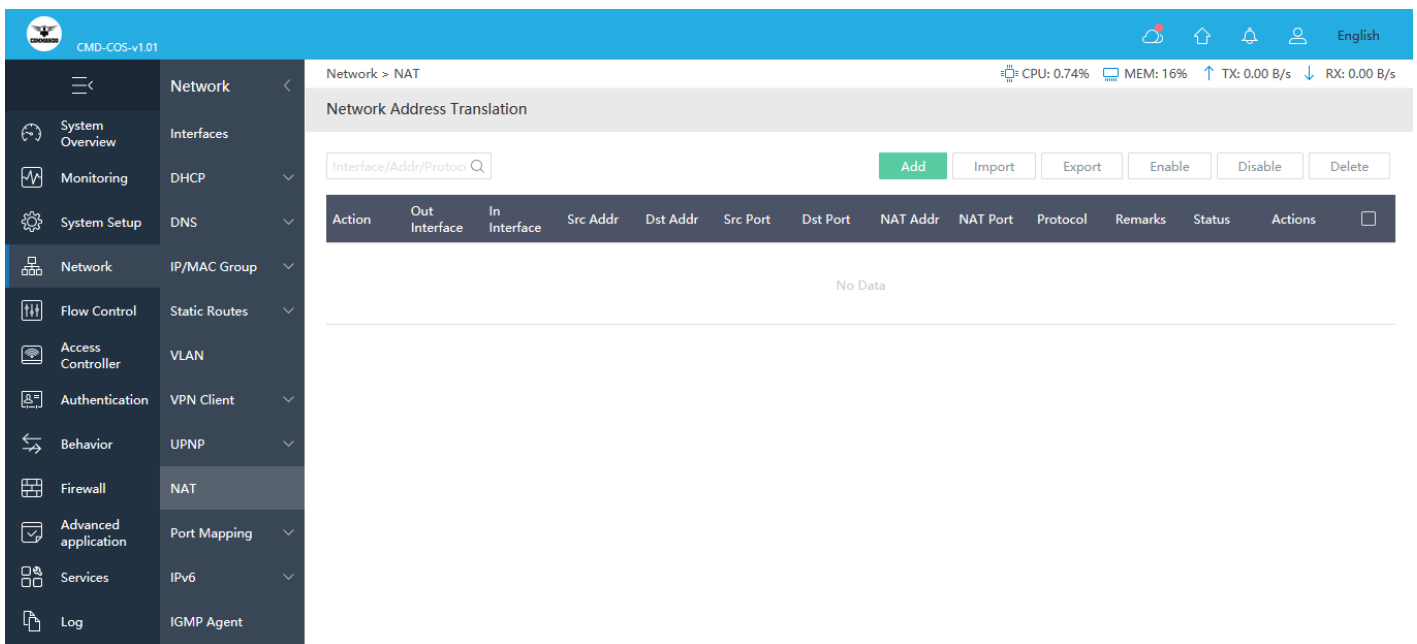 COMMANDO
CMD-COS-v1.01
English
Network
Network > NAT
CPU: 0.74%
MEM: 16%
TX: 0.00 B/s
RX: 0.00 B/s
Network Address Translation
System
Overview
Monitoring
System Setup
Network
Flow Control
Access
Controller
Authentication
Behavior
Firewall
Advanced
application
Services
Log
Interfaces
DHCP
DNS
IP/MAC Group
Static Routes
VLAN
VPN Client
UPNP
NAT
Port Mapping
IPv6
IGMP Agent
Interface/Addr/Protoc
Add
Import
Export
Enable
Disable
Delete
Action
Out
Interface
In
Interface
Src Addr
Dst Addr
Src Port
Dst Port
NAT Addr
NAT Port
Protocol
Remarks
Status
Actions
No Data